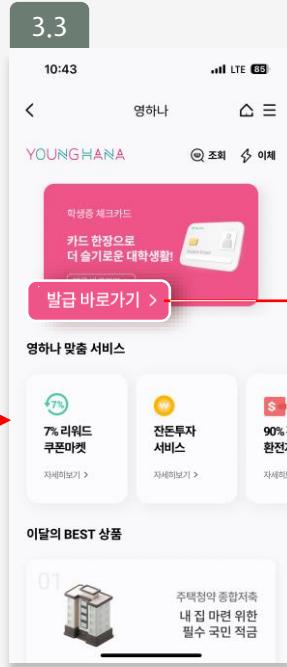 3.3
10:43
LTE 85
영하나
YOUNG HANA
조회
이체
학생증 체크카드
카드 한장으로
더 슬기로운 대학생활!
발급 바로가기 >
영하나 맞춤 서비스
7%
7% 리워드
쿠폰마켓
자세히보기 >
잔돈투자
서비스
자세히보기 >
$
90%
환전
자세히
이달의 BEST 상품
01
주택청약 종합저축
내 집 마련 위한
필수 국민 적금